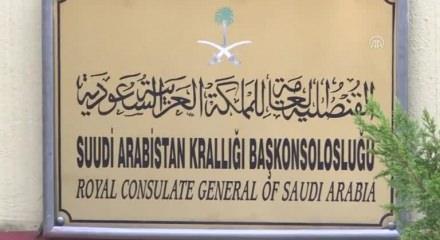 القنصلية العامة للمملكة العربية السعودية
SUUDİ ARABİSTAN KRALLIĞI BAŞKONSOLOSLUĞU
ROYAL CONSULATE GENERAL OF SAUDI ARABIA